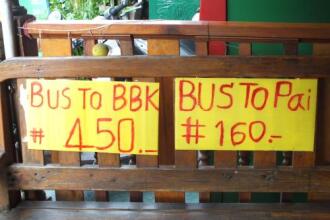 BUS TO BBK
# 450.-
BUS TO Pai
# 160.-